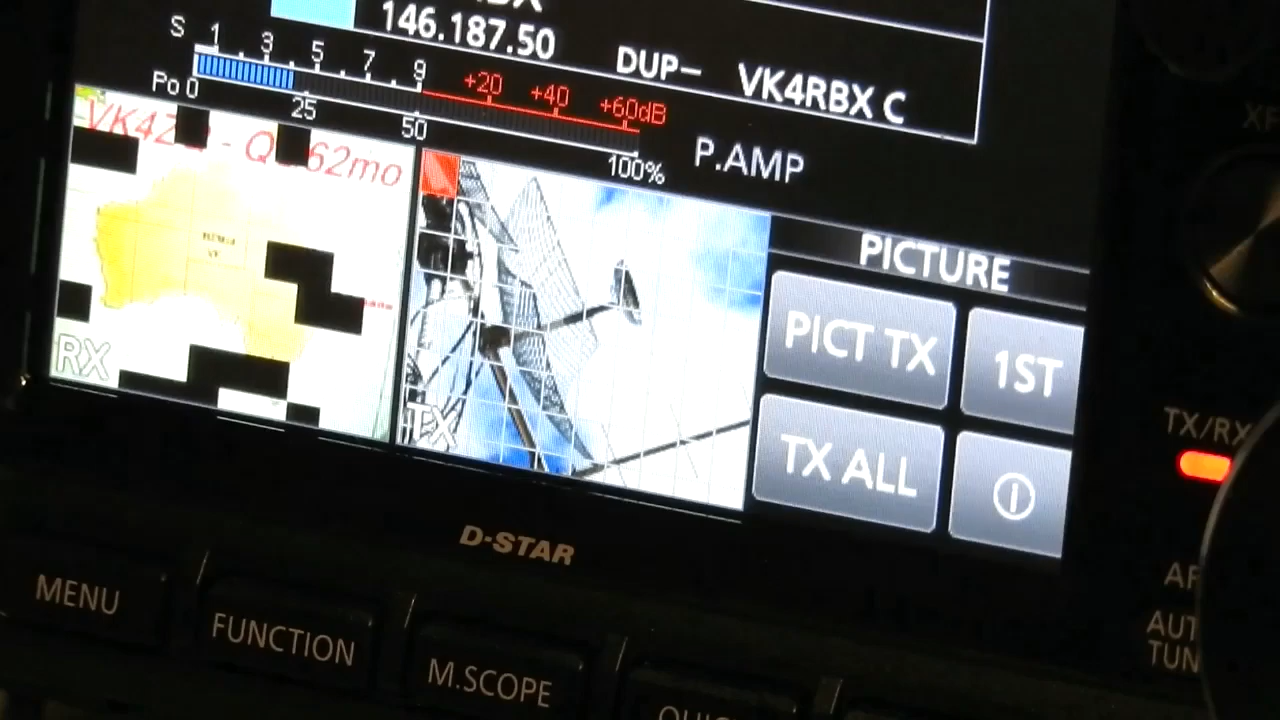 146.187.50
DUP– VK4RBX C
S 1 3 5 7 9 +20 +40 +60dB
Po 0 25 50 100%
P.AMP
62mo
RX
TX
PICTURE
PICT TX 1ST
TX ALL
TX/RX
D-STAR
MENU
FUNCTION
M.SCOPE